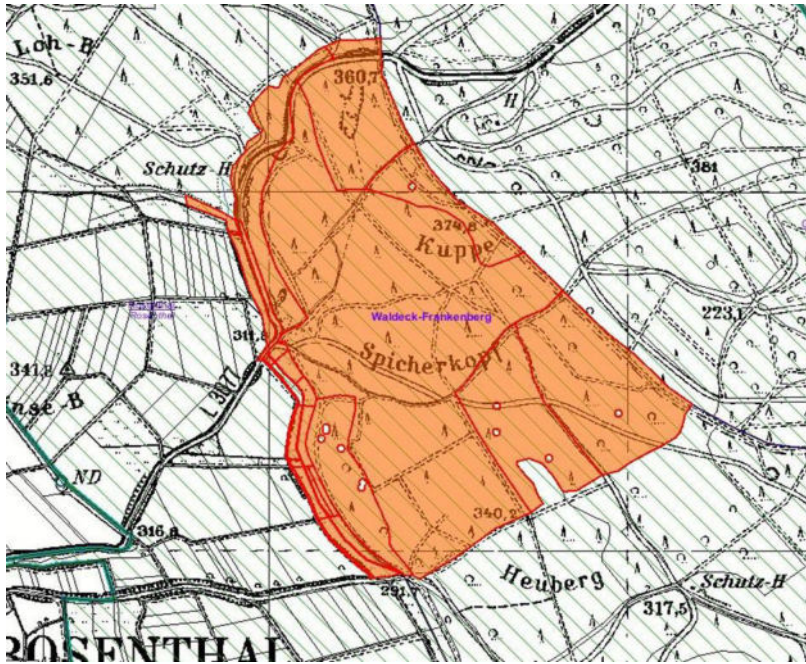 Loh-B
351,6
360,7
H
Schutz-H
381
374,8
Kuppe
223,1
Waldeck-Frankenberg
Rosenthal
311,8
Spicherkopf
341,8
nse-B
L 3077
ND
316,8
340,2
291,7
Heuberg
Schutz-H
317,5
ROSENTHAL